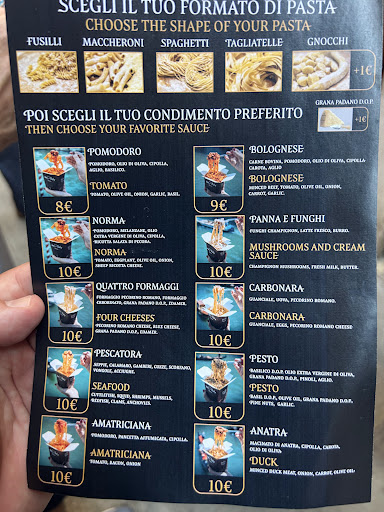 SCEGLI IL TUO FORMATO DI PASTA
CHOOSE THE SHAPE OF YOUR PASTA
FUSILLI MACCHERONI SPAGHETTI TAGLIATELLE GNOCCHI
+1€
POI SCEGLI IL TUO CONDIMENTO PREFERITO
THEN CHOOSE YOUR FAVORITE SAUCE
GRANA PADANO D.O.P.
+1€
POMODORO
POMODORO, OLIO DI OLIVA, CIPOLLA,
AGLIO, BASILICO.
TOMATO
TOMATO, OLIVE OIL, ONION, GARLIC, BASIL.
8€
NORMA
POMODORO, MELANZANE, OLIO
EXTRA VERGINE DI OLIVA, CIPOLLA,
RICOTTA SALATA DI PECORA.
NORMA
TOMATO, EGGPLANT, OLIVE OIL, ONION,
SHEEP RICOTTA CHEESE.
10€
QUATTRO FORMAGGI
FORMAGGIO PECORINO ROMANO, FORMAGGIO
GRANA PADANO D.O.P., EDAMER.
FOUR CHEESES
PECORINO ROMANO CHEESE, BLUE CHEESE,
GRANA PADANO D.O.P., EDAMER.
10€
PESCATORA
SEPPIE, CALAMARO, GAMBERI, COZZE, SCORFANO,
VONGOLE, ACCIUGHE.
SEAFOOD
CUTTLEFISH, SQUID, SHRIMPS, MUSSELS,
REDFISH, CLAMS, ANCHOVIES.
10€
AMATRICIANA
POMODORO, PANCETTA AFFUMICATA, CIPOLLA.
AMATRICIANA
TOMATO, BACON, ONION
10€
BOLOGNESE
CARNE BOVINA, POMODORO, OLIO DI OLIVA, CIPOLLA
CAROTA, AGLIO
BOLOGNESE
MINCED BEEF, TOMATO, OLIVE OIL, ONION,
CARROT, GARLIC.
9€
PANNA E FUNGHI
FUNGHI CHAMPIGNON, LATTE FRESCO, BURRO.
MUSHROOMS AND CREAM
SAUCE
CHAMPIGNON MUSHROOMS, FRESH MILK, BUTTER.
10€
CARBONARA
GUANCIALE, UOVA, PECORINO ROMANO.
CARBONARA
GUANCIALE, EGGS, PECORINO ROMANO CHEESE
10€
PESTO
BASILICO D.O.P. OLIO EXTRA VERGINE DI OLIVA,
GRANA PADANO D.O.P., PINOLI, AGLIO.
PESTO
BASIL D.O.P., OLIVE OIL, GRANA PADANO D.O.P.,
PINE NUTS, GARLIC.
10€
ANATRA
MACINATO DI ANATRA, CIPOLLA, CAROTA,
OLIO DI OLIVA.
DUCK
MINCED DUCK MEAT, ONION, CARROT, OLIVE OIL.
10€